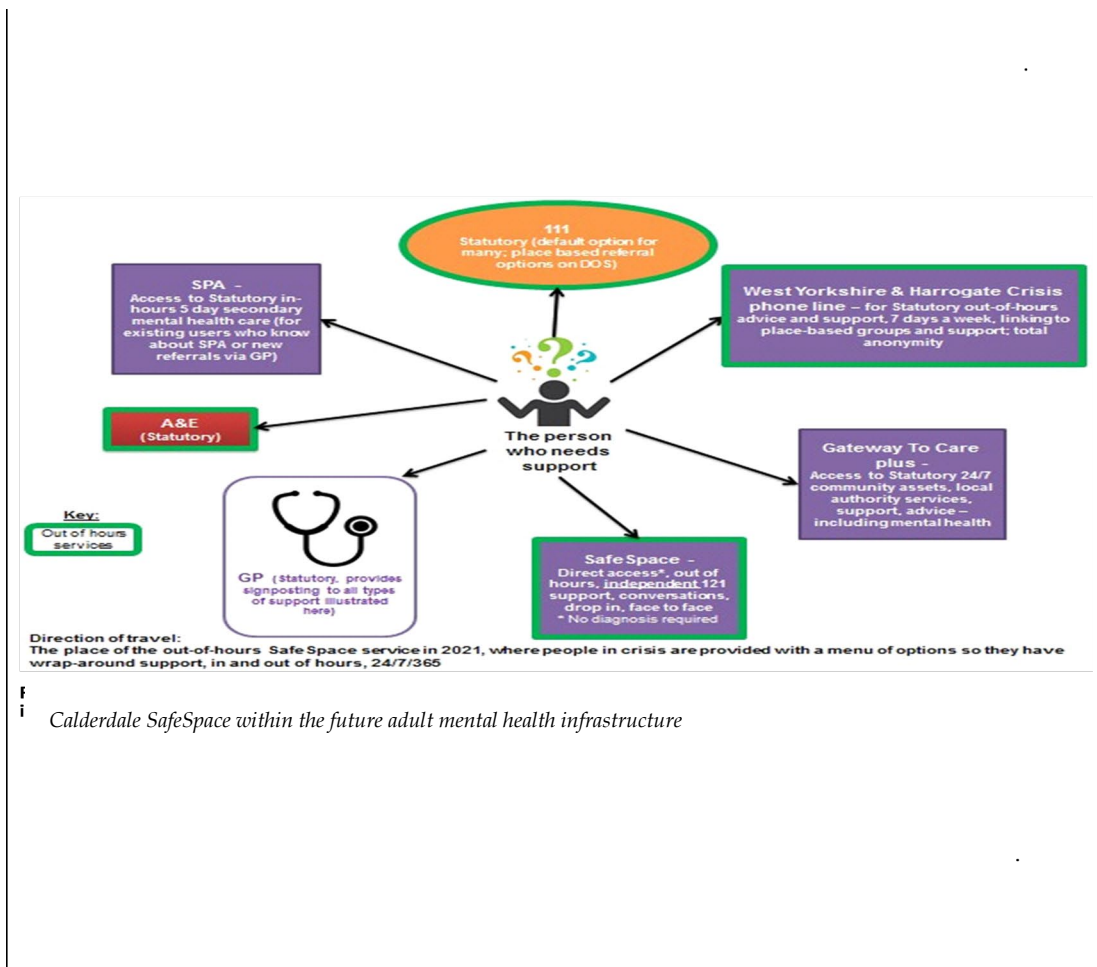 111
Statutory (default option for
many; place based referral
options on DOS)
SPA -
Access to Statutory in-
hours 5 day secondary
mental health care (for
existing users who know
about SPA or new
referrals via GP)
West Yorkshire & Harrogate Crisis
phone line – for Statutory out-of-hours
advice and support, 7 days a week, linking to
place-based groups and support; total
anonymity
A&E
(Statutory)
The person
who needs
support
Gateway To Care
plus -
Access to Statutory 24/7
community assets, local
authority services,
support, advice –
including mental health
Key:
Out of hours
services
GP (Statutory, provides
signposting to all types
of support illustrated
here)
SafeSpace -
Direct access*, out of
hours, independent 121
support, conversations,
drop in, face to face
* No diagnosis required
Direction of travel:
The place of the out-of-hours SafeSpace service in 2021, where people in crisis are provided with a menu of options so they have
wrap-around support, in and out of hours, 24/7/365
Calderdale SafeSpace within the future adult mental health infrastructure